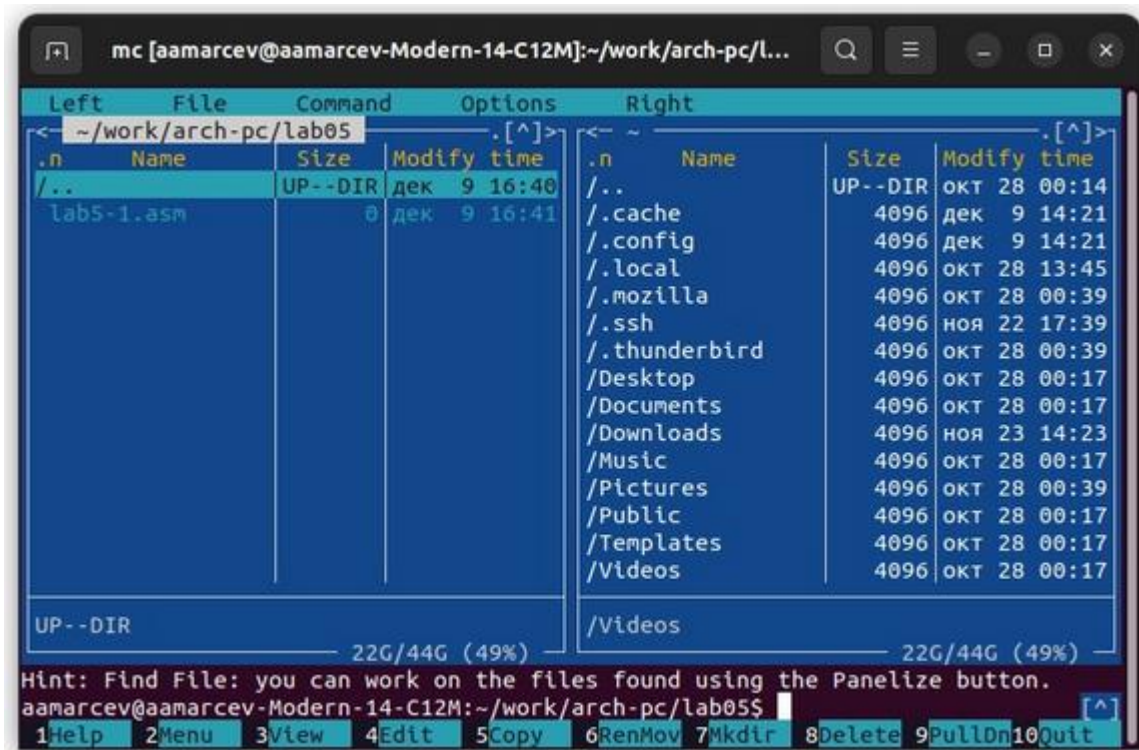 mc [aamarcev@aamarcev-Modern-14-C12M]:~/work/arch-pc/l...
Left File Command Options Right
<- ~/work/arch-pc/lab05 .[^]> <- ~ .[^]>
.n Name Size Modify time .n Name Size Modify time
/.. UP--DIR дек 9 16:40 /.. UP--DIR окт 28 00:14
lab5-1.asm 0 дек 9 16:41 /.cache 4096 дек 9 14:21
/.config 4096 дек 9 14:21
/.local 4096 окт 28 13:45
/.mozilla 4096 окт 28 00:39
/.ssh 4096 ноя 22 17:39
/.thunderbird 4096 окт 28 00:39
/Desktop 4096 окт 28 00:17
/Documents 4096 окт 28 00:17
/Downloads 4096 ноя 23 14:23
/Music 4096 окт 28 00:17
/Pictures 4096 окт 28 00:39
/Public 4096 окт 28 00:17
/Templates 4096 окт 28 00:17
/Videos 4096 окт 28 00:17
UP--DIR /Videos
22G/44G (49%) 22G/44G (49%)
Hint: Find File: you can work on the files found using the Panelize button.
aamarcev@aamarcev-Modern-14-C12M:~/work/arch-pc/lab05$ [^]
1Help 2Menu 3View 4Edit 5Copy 6RenMov 7Mkdir 8Delete 9PullDn 10Quit